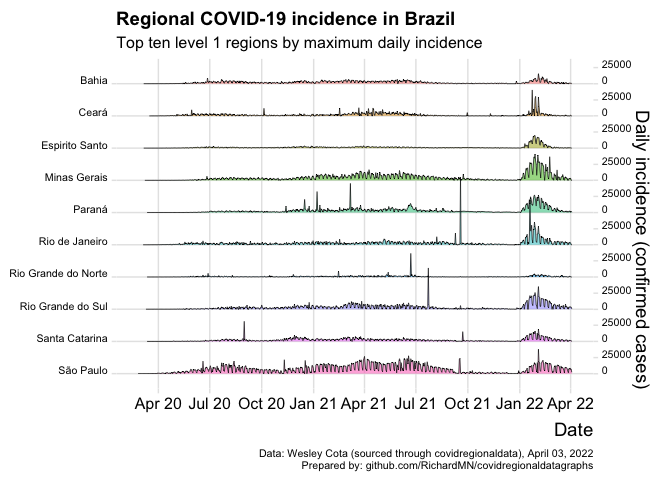 Regional COVID-19 incidence in Brazil
Top ten level 1 regions by maximum daily incidence
Bahia
25000
0
Ceará
25000
0
Espirito Santo
25000
0
Minas Gerais
25000
0
Paraná
25000
0
Rio de Janeiro
25000
0
Rio Grande do Norte
25000
0
Rio Grande do Sul
25000
0
Santa Catarina
25000
0
São Paulo
25000
0
Daily incidence (confirmed cases)
Apr 20 Jul 20 Oct 20 Jan 21 Apr 21 Jul 21 Oct 21 Jan 22 Apr 22
Date
Data: Wesley Cota (sourced through covidregionaldata), April 03, 2022
Prepared by: github.com/RichardMN/covidregionaldatagraphs